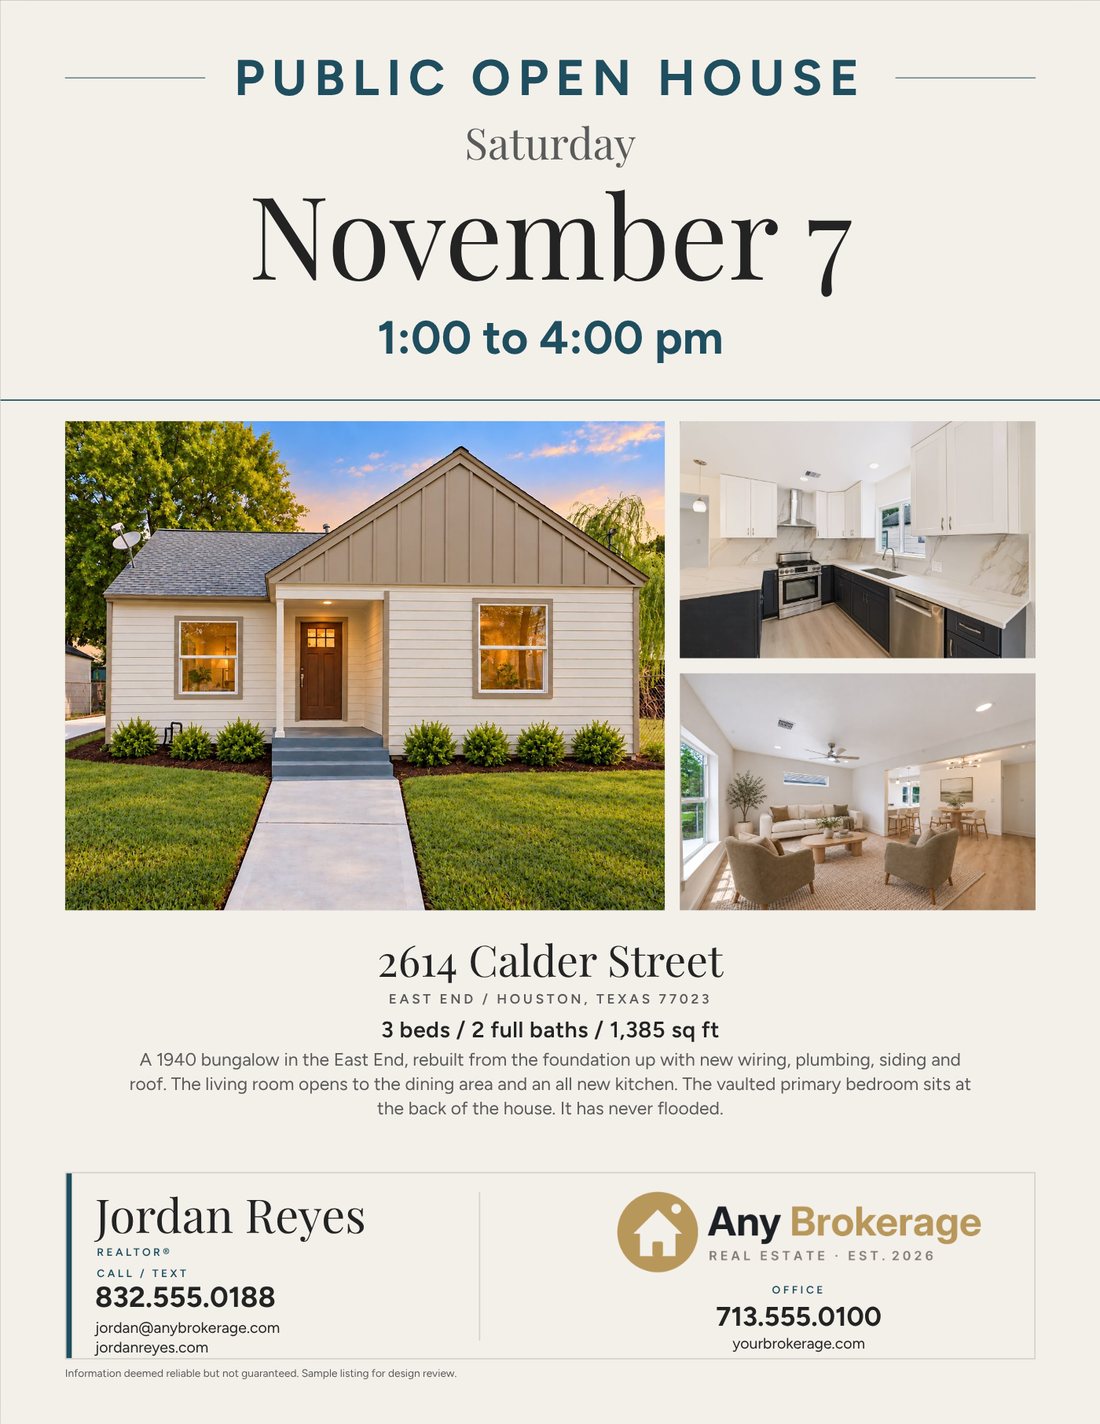 PUBLIC OPEN HOUSE
Saturday
November 7
1:00 to 4:00 pm
2614 Calder Street
EAST END / HOUSTON, TEXAS 77023
3 beds / 2 full baths / 1,385 sq ft
A 1940 bungalow in the East End, rebuilt from the foundation up with new wiring, plumbing, siding and
roof. The living room opens to the dining area and an all new kitchen. The vaulted primary bedroom sits at
the back of the house. It has never flooded.
Jordan Reyes
REALTOR®
CALL / TEXT
832.555.0188
jordan@anybrokerage.com
jordanreyes.com
Any Brokerage
REAL ESTATE · EST. 2026
OFFICE
713.555.0100
yourbrokerage.com
Information deemed reliable but not guaranteed. Sample listing for design review.